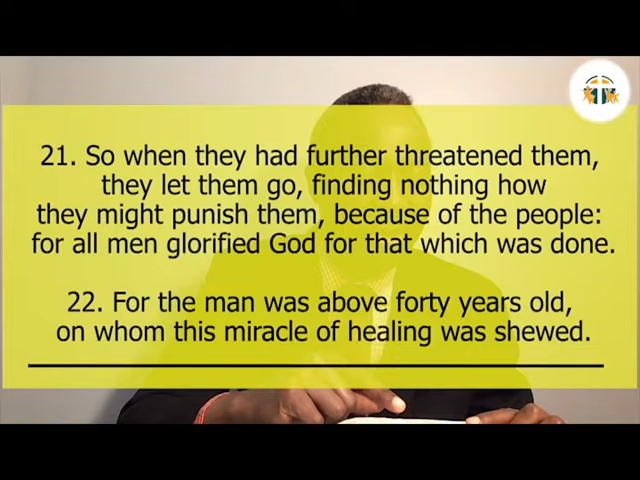 21. So when they had further threatened them,
they let them go, finding nothing how
they might punish them, because of the people:
for all men glorified God for that which was done.
22. For the man was above forty years old,
on whom this miracle of healing was shewed.